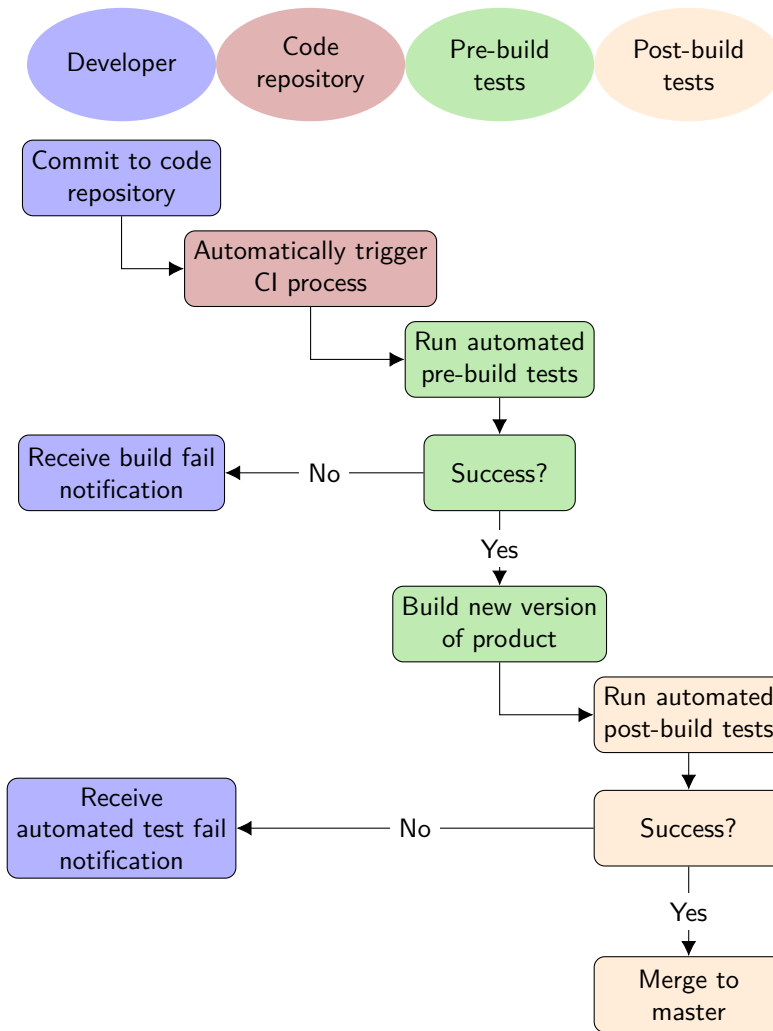 Developer
Code
repository
Pre-build
tests
Post-build
tests
Commit to code
repository
Automatically trigger
CI process
Run automated
pre-build tests
Receive build fail
notification
No
Success?
Yes
Build new version
of product
Run automated
post-build tests
Receive
automated test fail
notification
No
Success?
Yes
Merge to
master